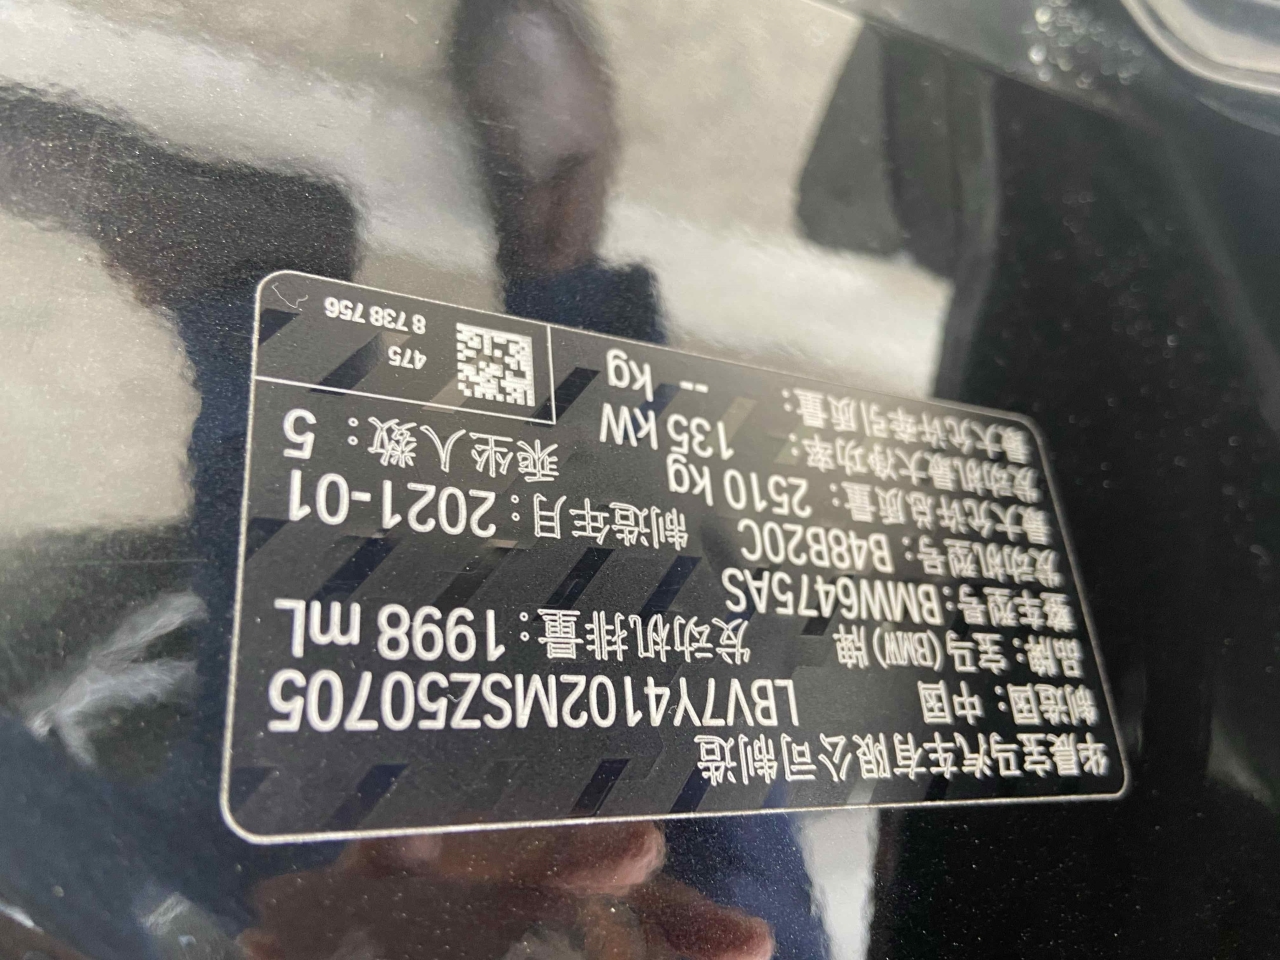 华晨宝马汽车有限公司制造
制造国：中国 LBV7Y4102MSZ50705
品牌：宝马(BMW)牌 发动机排量：1998 mL
整车型号：BMW6475AS
发动机型号：B48B20C 制造年月：2021-01
最大允许总质量：2510 kg 乘坐人数：5
发动机最大净功率：135 kW
最大允许牵引质量：-- kg
475
8 738 756